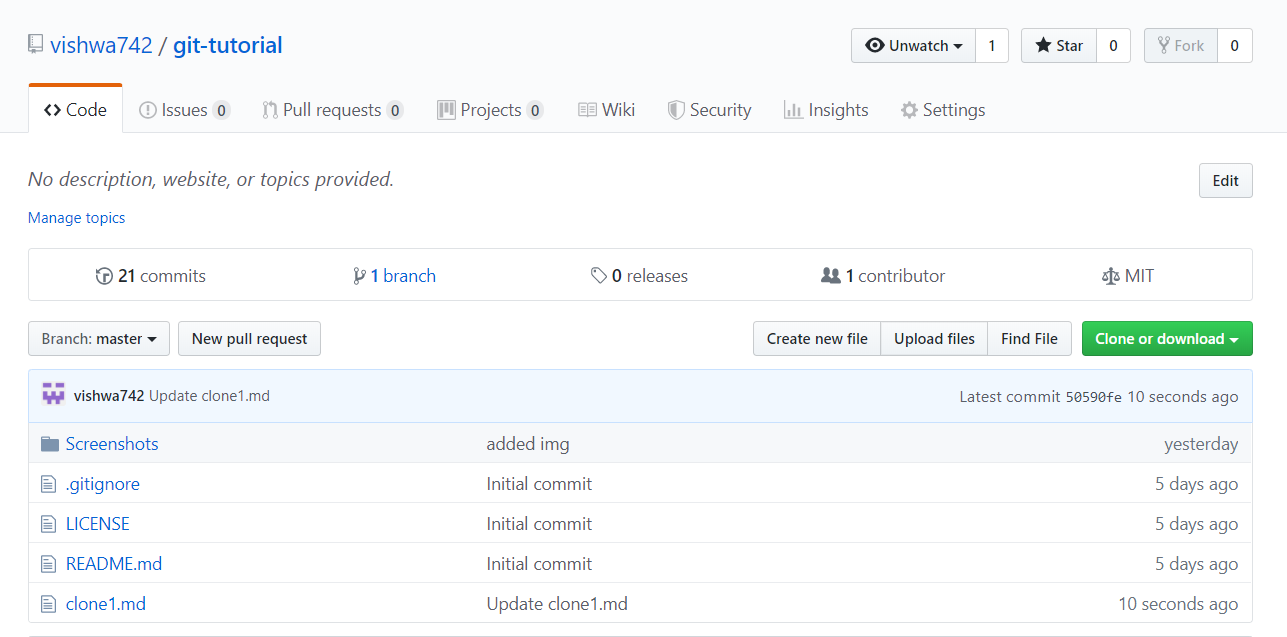 vishwa742 / git-tutorial
Unwatch 1 Star 0 Fork 0
Code Issues 0 Pull requests 0 Projects 0 Wiki Security Insights Settings
No description, website, or topics provided. Edit
Manage topics
21 commits 1 branch 0 releases 1 contributor MIT
Branch: master New pull request Create new file Upload files Find File Clone or download
vishwa742 Update clone1.md Latest commit 50590fe 10 seconds ago
Screenshots added img yesterday
.gitignore Initial commit 5 days ago
LICENSE Initial commit 5 days ago
README.md Initial commit 5 days ago
clone1.md Update clone1.md 10 seconds ago